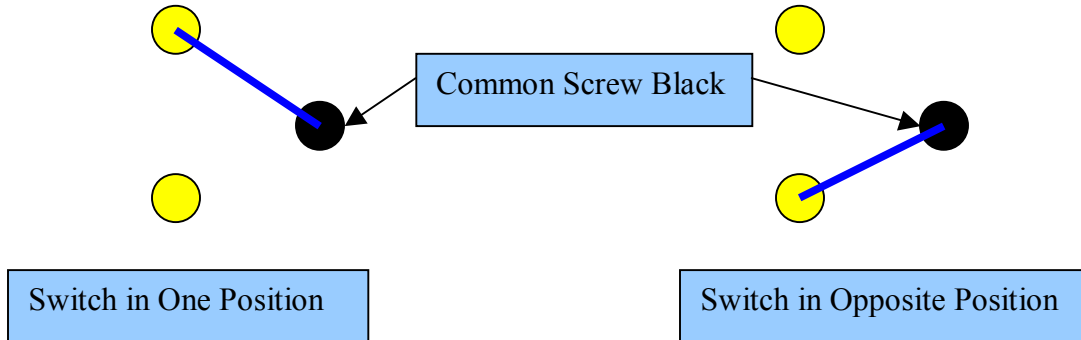 Common Screw Black
Switch in One Position
Switch in Opposite Position